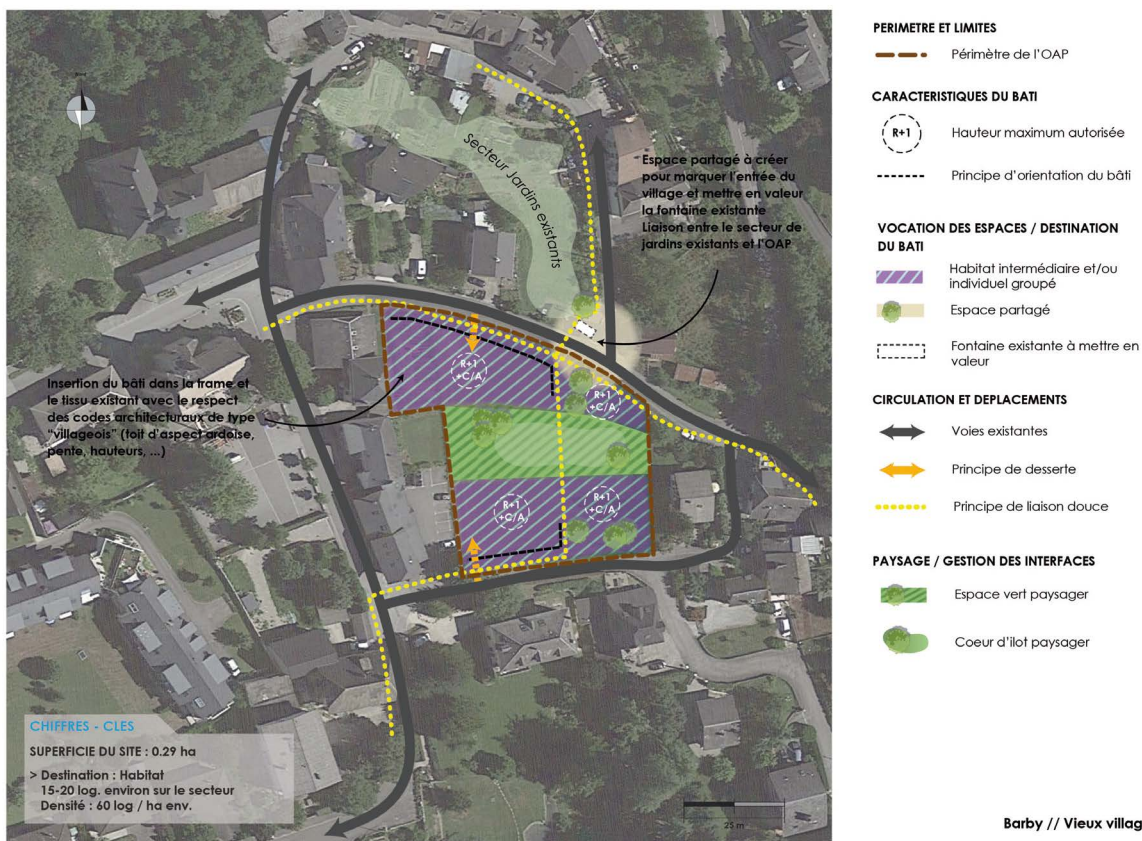 Secteur Jardins existants
Espace partagé à créer
pour marquer l'entrée du
village et mettre en valeur
la fontaine existante
Liaison entre le secteur de
jardins existants et l'OAP
Insertion du bâti dans la trame et
le tissu existant avec le respect
des codes architecturaux de type
"villageois" (toit d'aspect ardoise,
pente, hauteurs, ...)
R+1
+C/A
R+1
+C/A
R+1
+C/A
R+1
+C/A
CHIFFRES - CLES
SUPERFICIE DU SITE : 0.29 ha
> Destination : Habitat
15-20 log. environ sur le secteur
Densité : 60 log / ha env.
25 m
PERIMETRE ET LIMITES
Périmètre de l'OAP
CARACTERISTIQUES DU BATI
R+1
Hauteur maximum autorisée
Principe d'orientation du bâti
VOCATION DES ESPACES / DESTINATION
DU BATI
Habitat intermédiaire et/ou
individuel groupé
Espace partagé
Fontaine existante à mettre en
valeur
CIRCULATION ET DEPLACEMENTS
Voies existantes
Principe de desserte
Principe de liaison douce
PAYSAGE / GESTION DES INTERFACES
Espace vert paysager
Coeur d'ilot paysager
Barby // Vieux villag